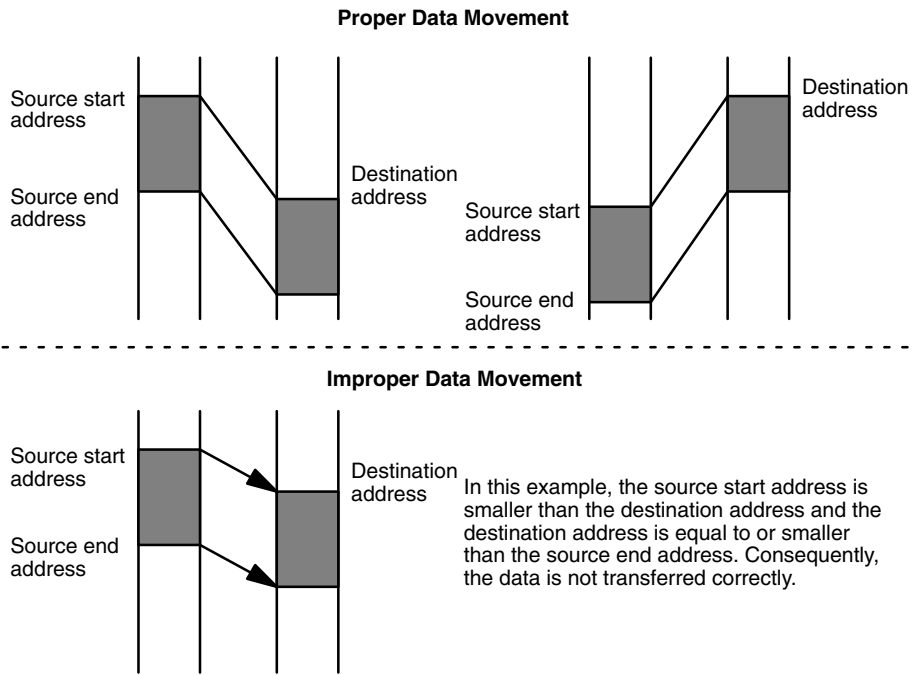 Proper Data Movement
Source start
address
Source end
address
Destination
address
Source start
address
Source end
address
Destination
address
Improper Data Movement
Source start
address
Source end
address
Destination
address
In this example, the source start address is
smaller than the destination address and the
destination address is equal to or smaller
than the source end address. Consequently,
the data is not transferred correctly.